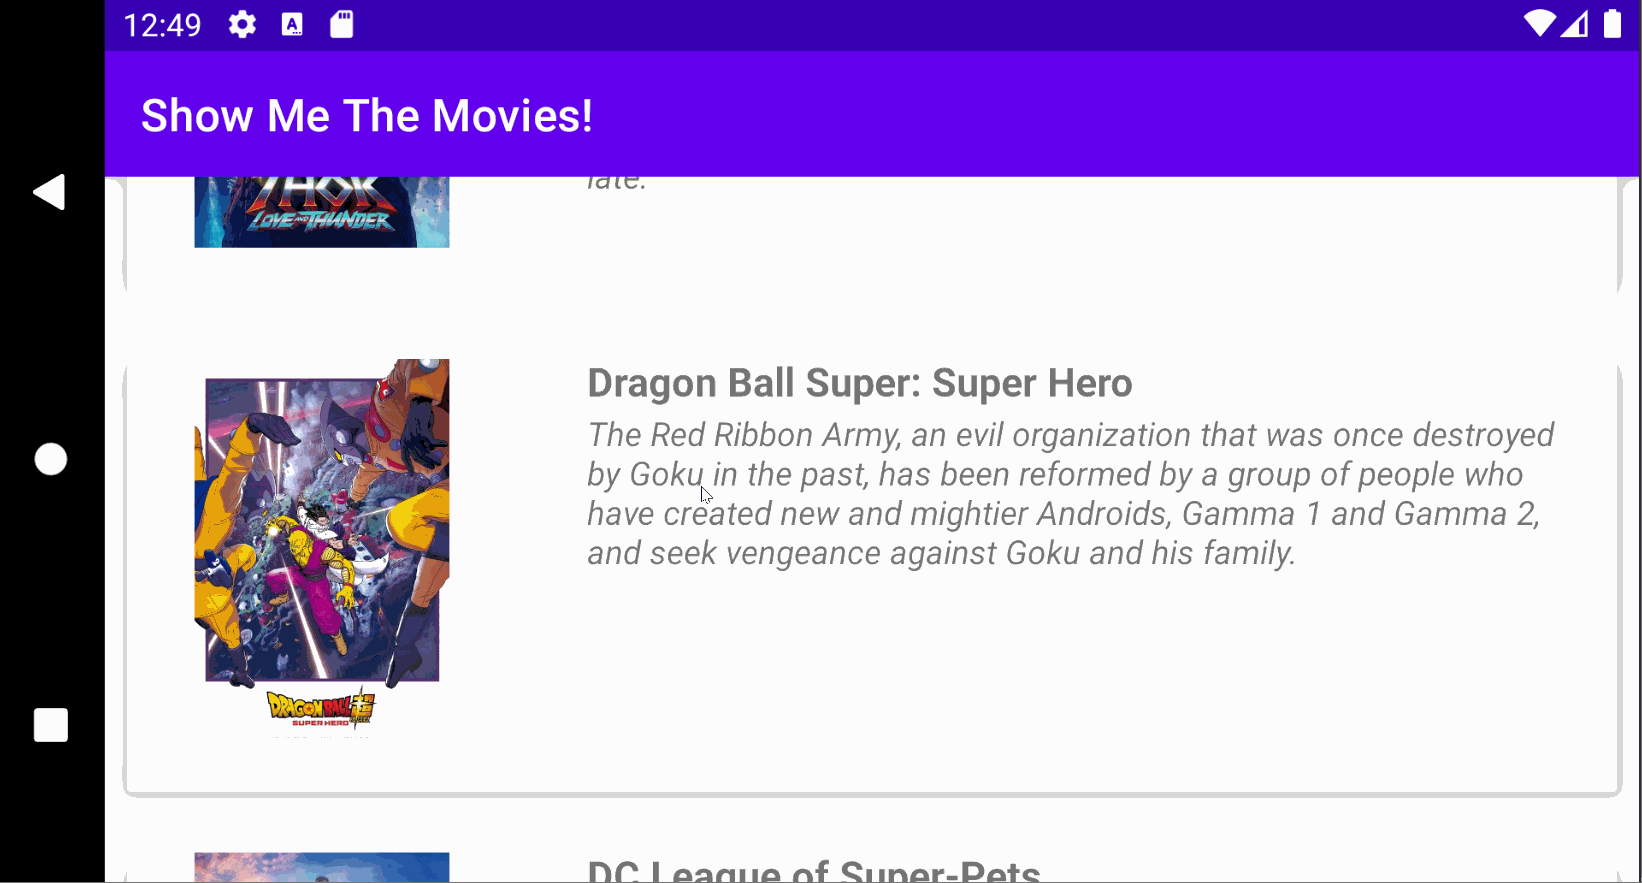 12:49
Show Me The Movies!
THOR
LOVE AND THUNDER
late.
Dragon Ball Super: Super Hero
The Red Ribbon Army, an evil organization that was once destroyed
by Goku in the past, has been reformed by a group of people who
have created new and mightier Androids, Gamma 1 and Gamma 2,
and seek vengeance against Goku and his family.
DRAGON BALL 超
SUPER
SUPER HERO
DC League of Super-Pets